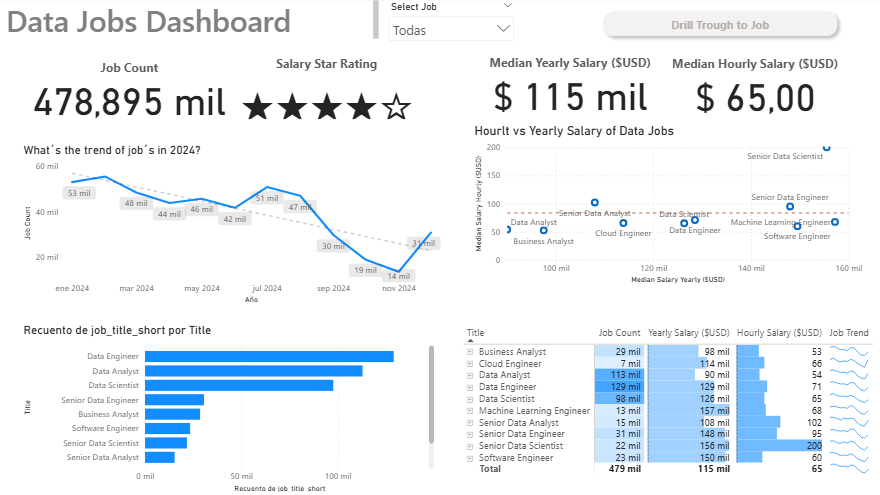 Data Jobs Dashboard
Select Job
Todas
Drill Trough to Job
Job Count
478,895 mil
Salary Star Rating
Median Yearly Salary ($USD)
$ 115 mil
Median Hourly Salary ($USD)
$ 65,00
What´s the trend of job´s in 2024?
Job Count
60 mil
40 mil
20 mil
53 mil
48 mil
44 mil
46 mil
42 mil
51 mil
47 mil
30 mil
19 mil
14 mil
31 mil
ene 2024
mar 2024
may 2024
jul 2024
sep 2024
nov 2024
Año
Hourlt vs Yearly Salary of Data Jobs
Median Salary Hourly ($USD)
200
150
100
50
0
Senior Data Scientist
Senior Data Engineer
Senior Data Analyst
Data Scientist
Machine Learning Engineer
Data Analyst
Cloud Engineer
Data Engineer
Software Engineer
Business Analyst
100 mil
120 mil
140 mil
160 mil
Median Salary Yearly ($USD)
Recuento de job_title_short por Title
Title
Data Engineer
Data Analyst
Data Scientist
Senior Data Engineer
Business Analyst
Software Engineer
Senior Data Scientist
Senior Data Analyst
0 mil
50 mil
100 mil
Recuento de job_title_short
Title Job Count Yearly Salary ($USD) Hourly Salary ($USD) Job Trend
Business Analyst 29 mil 98 mil 53
Cloud Engineer 7 mil 114 mil 66
Data Analyst 113 mil 90 mil 54
Data Engineer 129 mil 129 mil 71
Data Scientist 98 mil 126 mil 65
Machine Learning Engineer 13 mil 157 mil 68
Senior Data Analyst 15 mil 108 mil 102
Senior Data Engineer 31 mil 148 mil 95
Senior Data Scientist 22 mil 156 mil 200
Software Engineer 23 mil 150 mil 60
Total 479 mil 115 mil 65